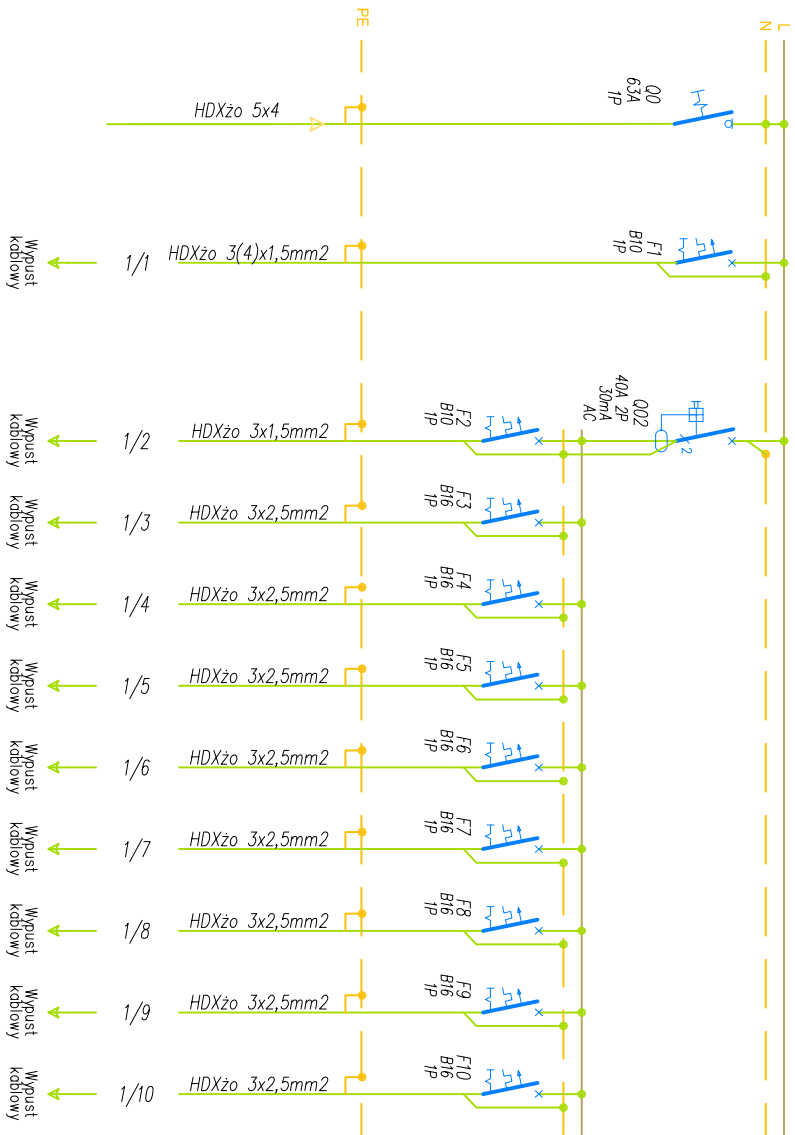 PE
N
L
Q0
63A
1P
HDXżo 5x4
F1
B10
1P
HDXżo 3(4)x1,5mm2
1/1
Wypust
kablowy
Q02
40A 2P
30mA
AC
2
F2
B10
1P
HDXżo 3x1,5mm2
1/2
Wypust
kablowy
F3
B16
1P
HDXżo 3x2,5mm2
1/3
Wypust
kablowy
F4
B16
1P
HDXżo 3x2,5mm2
1/4
Wypust
kablowy
F5
B16
1P
HDXżo 3x2,5mm2
1/5
Wypust
kablowy
F6
B16
1P
HDXżo 3x2,5mm2
1/6
Wypust
kablowy
F7
B16
1P
HDXżo 3x2,5mm2
1/7
Wypust
kablowy
F8
B16
1P
HDXżo 3x2,5mm2
1/8
Wypust
kablowy
F9
B16
1P
HDXżo 3x2,5mm2
1/9
Wypust
kablowy
F10
B16
1P
HDXżo 3x2,5mm2
1/10
Wypust
kablowy